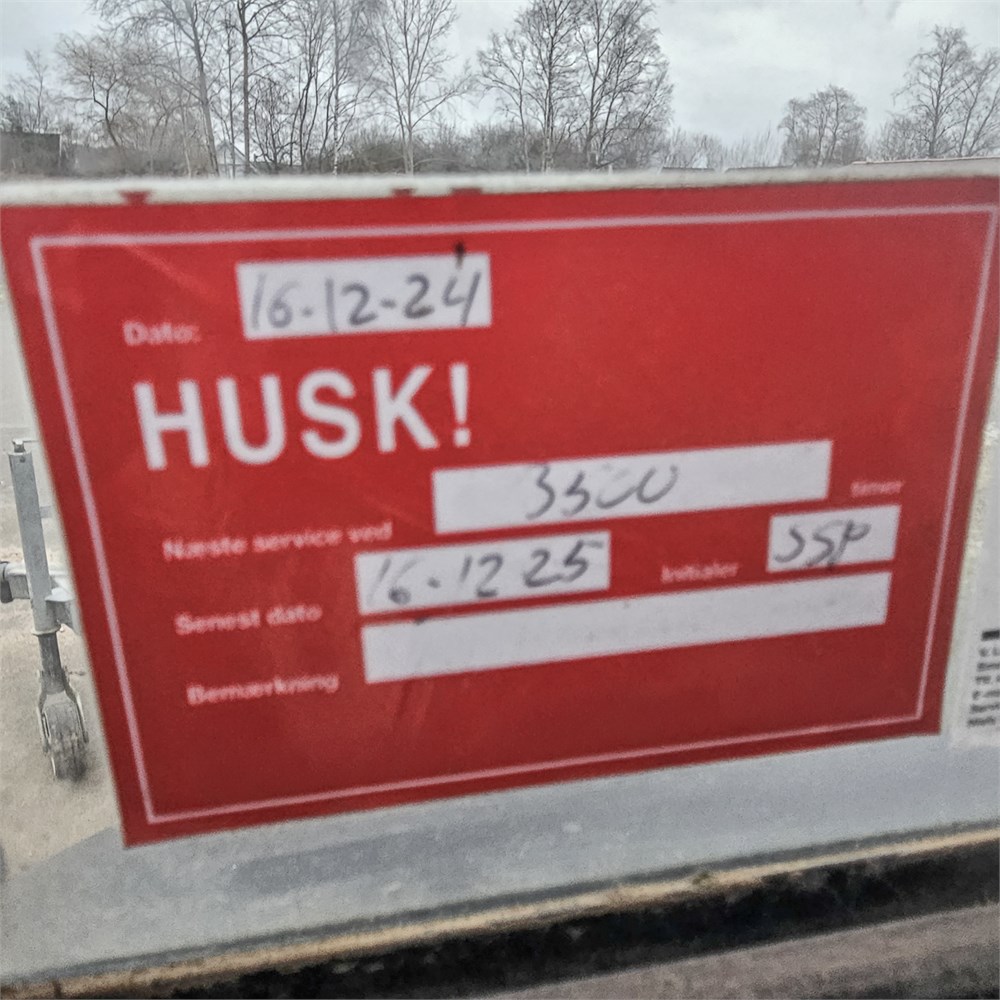 Dato: 16-12-24
HUSK!
Næste service ved 3500 timer
Senest dato 16-12 25 Initialer SSP
Bemærkning